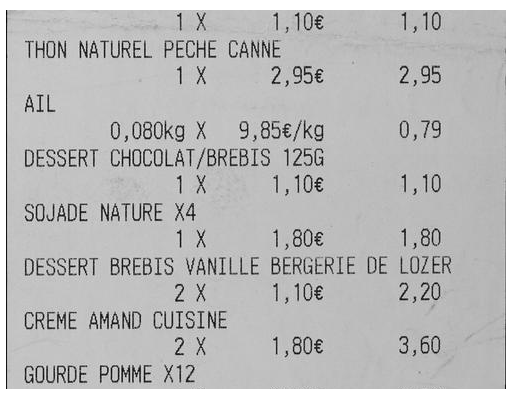 1 X 1,10€ 1,10
THON NATUREL PECHE CANNE
1 X 2,95€ 2,95
AIL
0,080kg X 9,85€/kg 0,79
DESSERT CHOCOLAT/BREBIS 125G
1 X 1,10€ 1,10
SOJADE NATURE X4
1 X 1,80€ 1,80
DESSERT BREBIS VANILLE BERGERIE DE LOZER
2 X 1,10€ 2,20
CREME AMAND CUISINE
2 X 1,80€ 3,60
GOURDE POMME X12